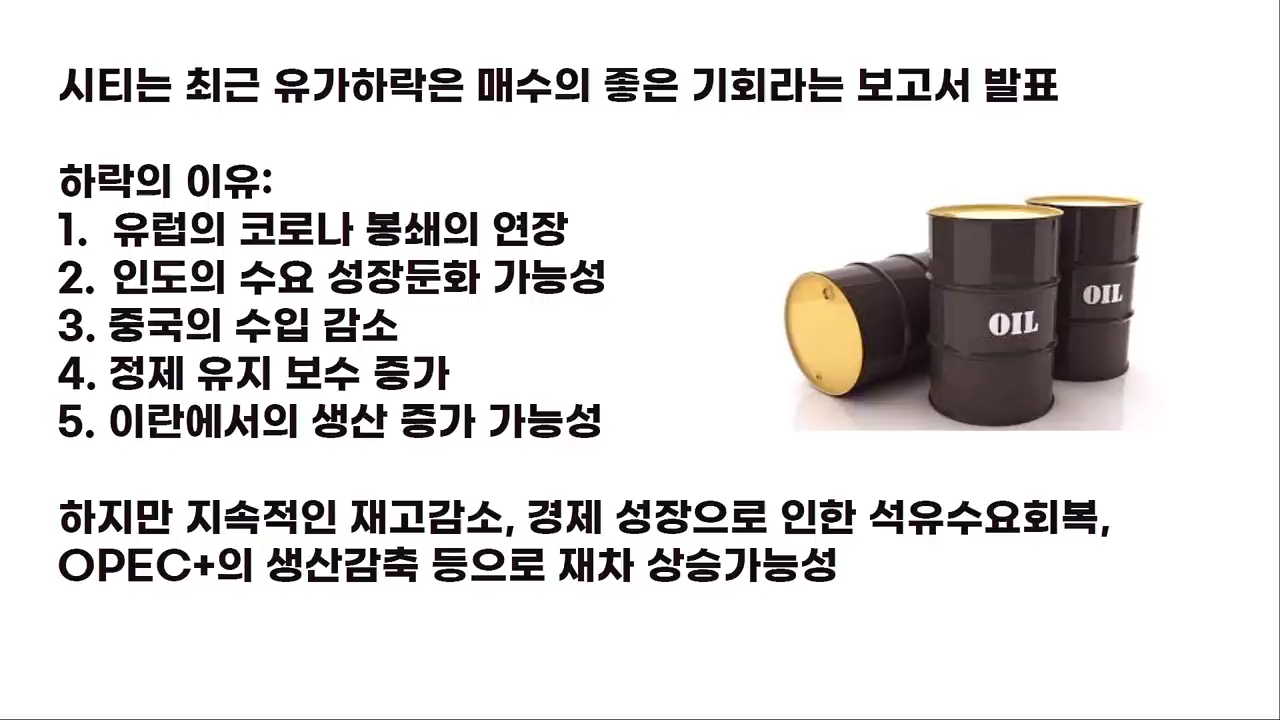 시티는 최근 유가하락은 매수의 좋은 기회라는 보고서 발표
하락의 이유:
1. 유럽의 코로나 봉쇄의 연장
2. 인도의 수요 성장둔화 가능성
3. 중국의 수입 감소
4. 정제 유지 보수 증가
5. 이란에서의 생산 증가 가능성
OIL
OIL
하지만 지속적인 재고감소, 경제 성장으로 인한 석유수요회복,
OPEC+의 생산감축 등으로 재차 상승가능성